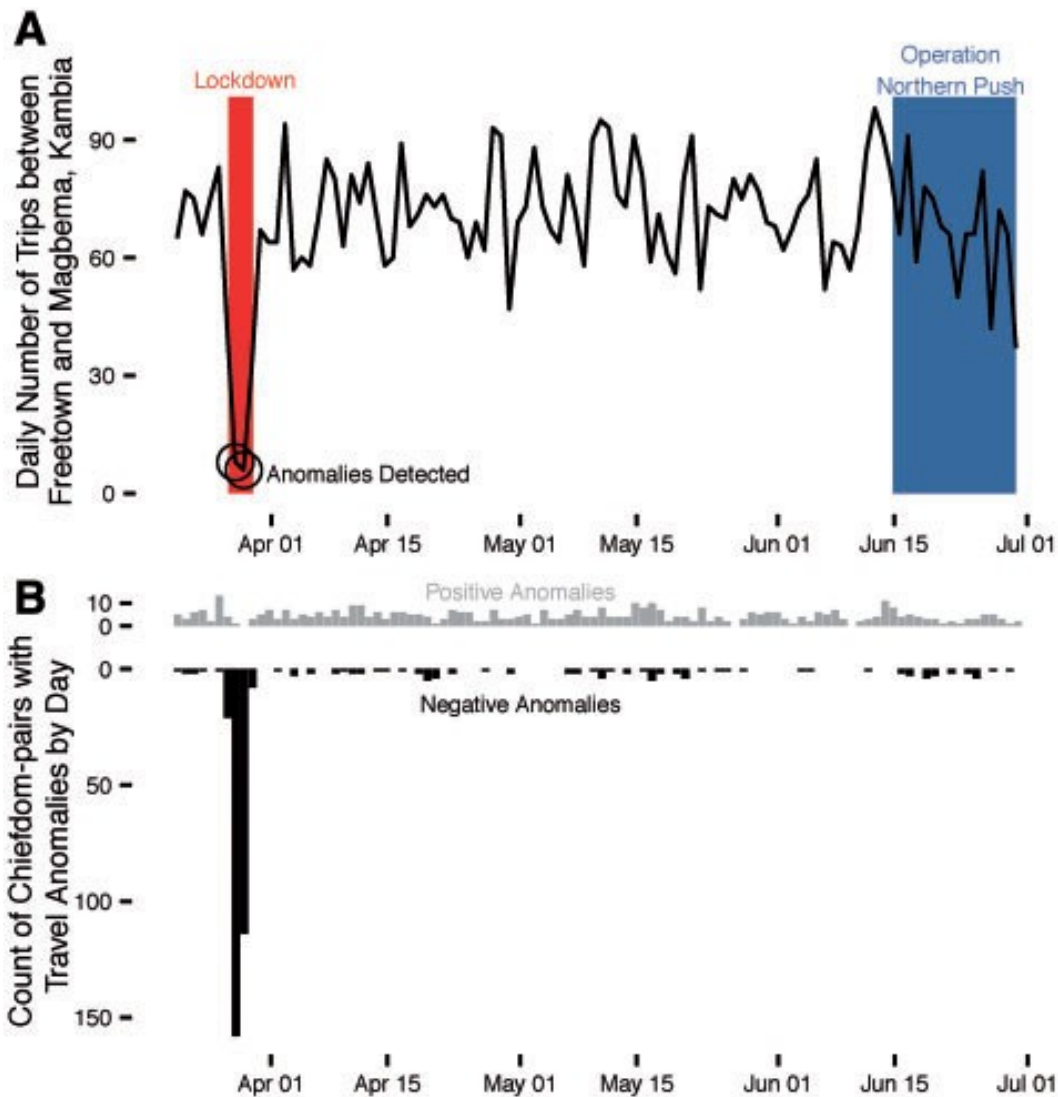 A
Daily Number of Trips between
Freetown and Magbema, Kambia
Lockdown
Operation
Northern Push
90
60
30
0
Anomalies Detected
Apr 01
Apr 15
May 01
May 15
Jun 01
Jun 15
Jul 01
B
Count of Chiefdom-pairs with
Travel Anomalies by Day
Positive Anomalies
10
0
0
Negative Anomalies
50
100
150
Apr 01
Apr 15
May 01
May 15
Jun 01
Jun 15
Jul 01